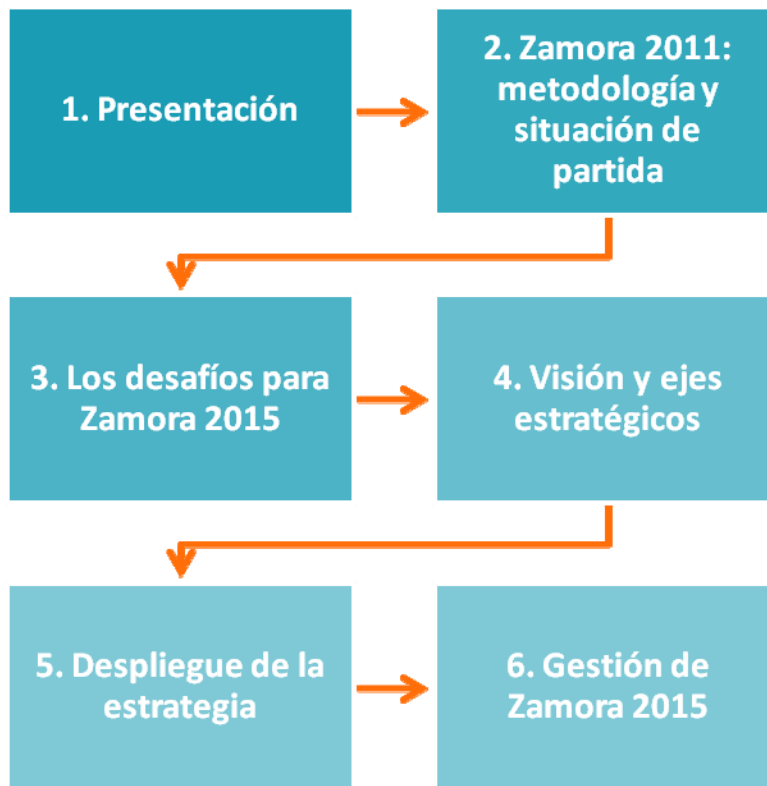 1. Presentación
2. Zamora 2011:
metodología y
situación de
partida
3. Los desafíos para
Zamora 2015
4. Visión y ejes
estratégicos
5. Despliegue de la
estrategia
6. Gestión de
Zamora 2015